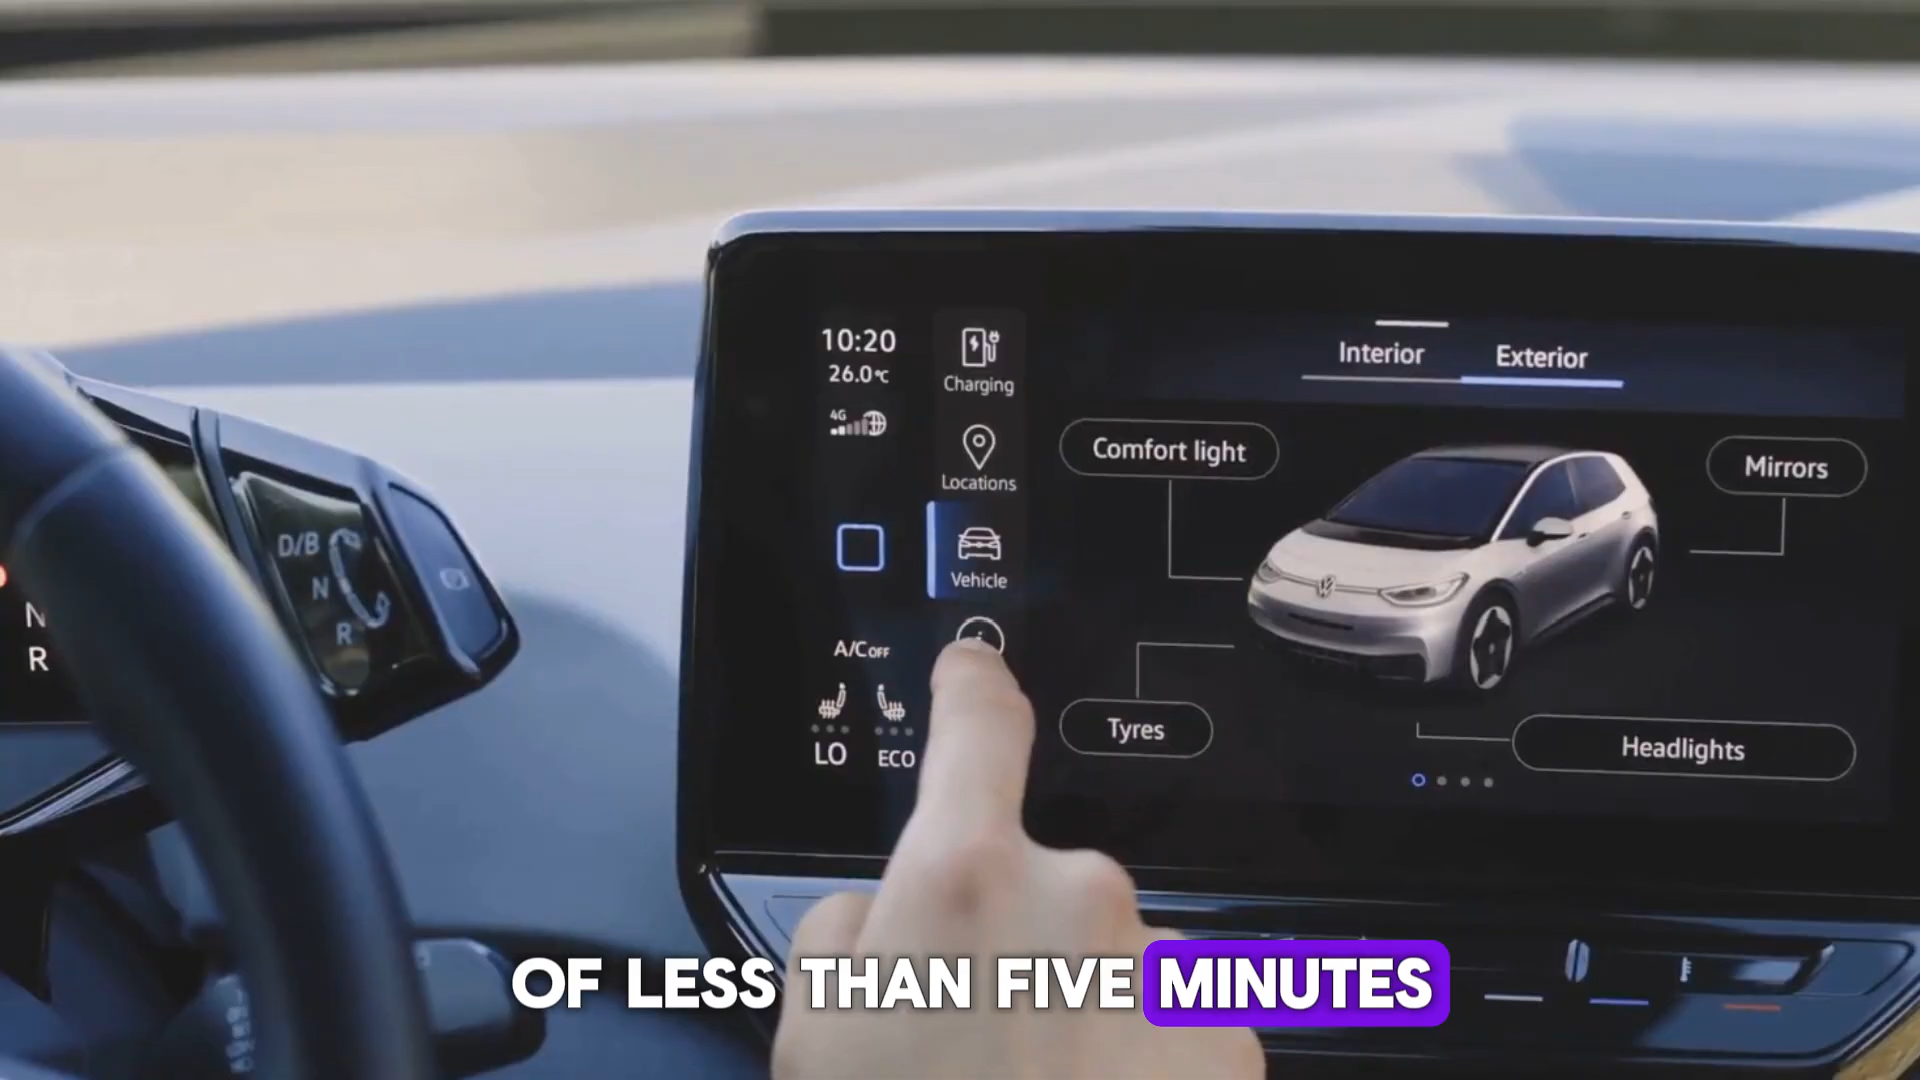 10:20
26.0°C
4G
Charging
Locations
Vehicle
A/C OFF
LO
ECO
Interior
Exterior
Comfort light
Mirrors
Tyres
Headlights
D/B
N
R
N
R
OF LESS THAN FIVE MINUTES